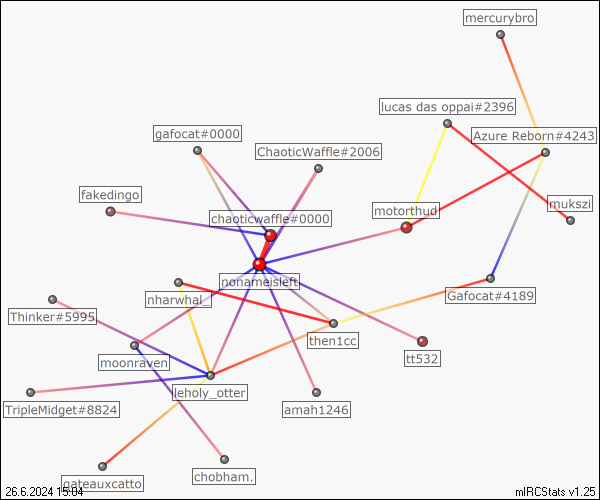 mercurybro
lucas das oppai#2396
gafocat#0000
Azure Reborn#4243
ChaoticWaffle#2006
fakedingo
chaoticwaffle#0000
motorthud
mukszi
nonameisleft
nharwhal_
Gafocat#4189
Thinker#5995
then1cc
moonraven
tt532
leholy_otter
TripleMidget#8824
amah1246
gateauxcatto
chobham.
26.6.2024 15:04
mIRCStats v1.25